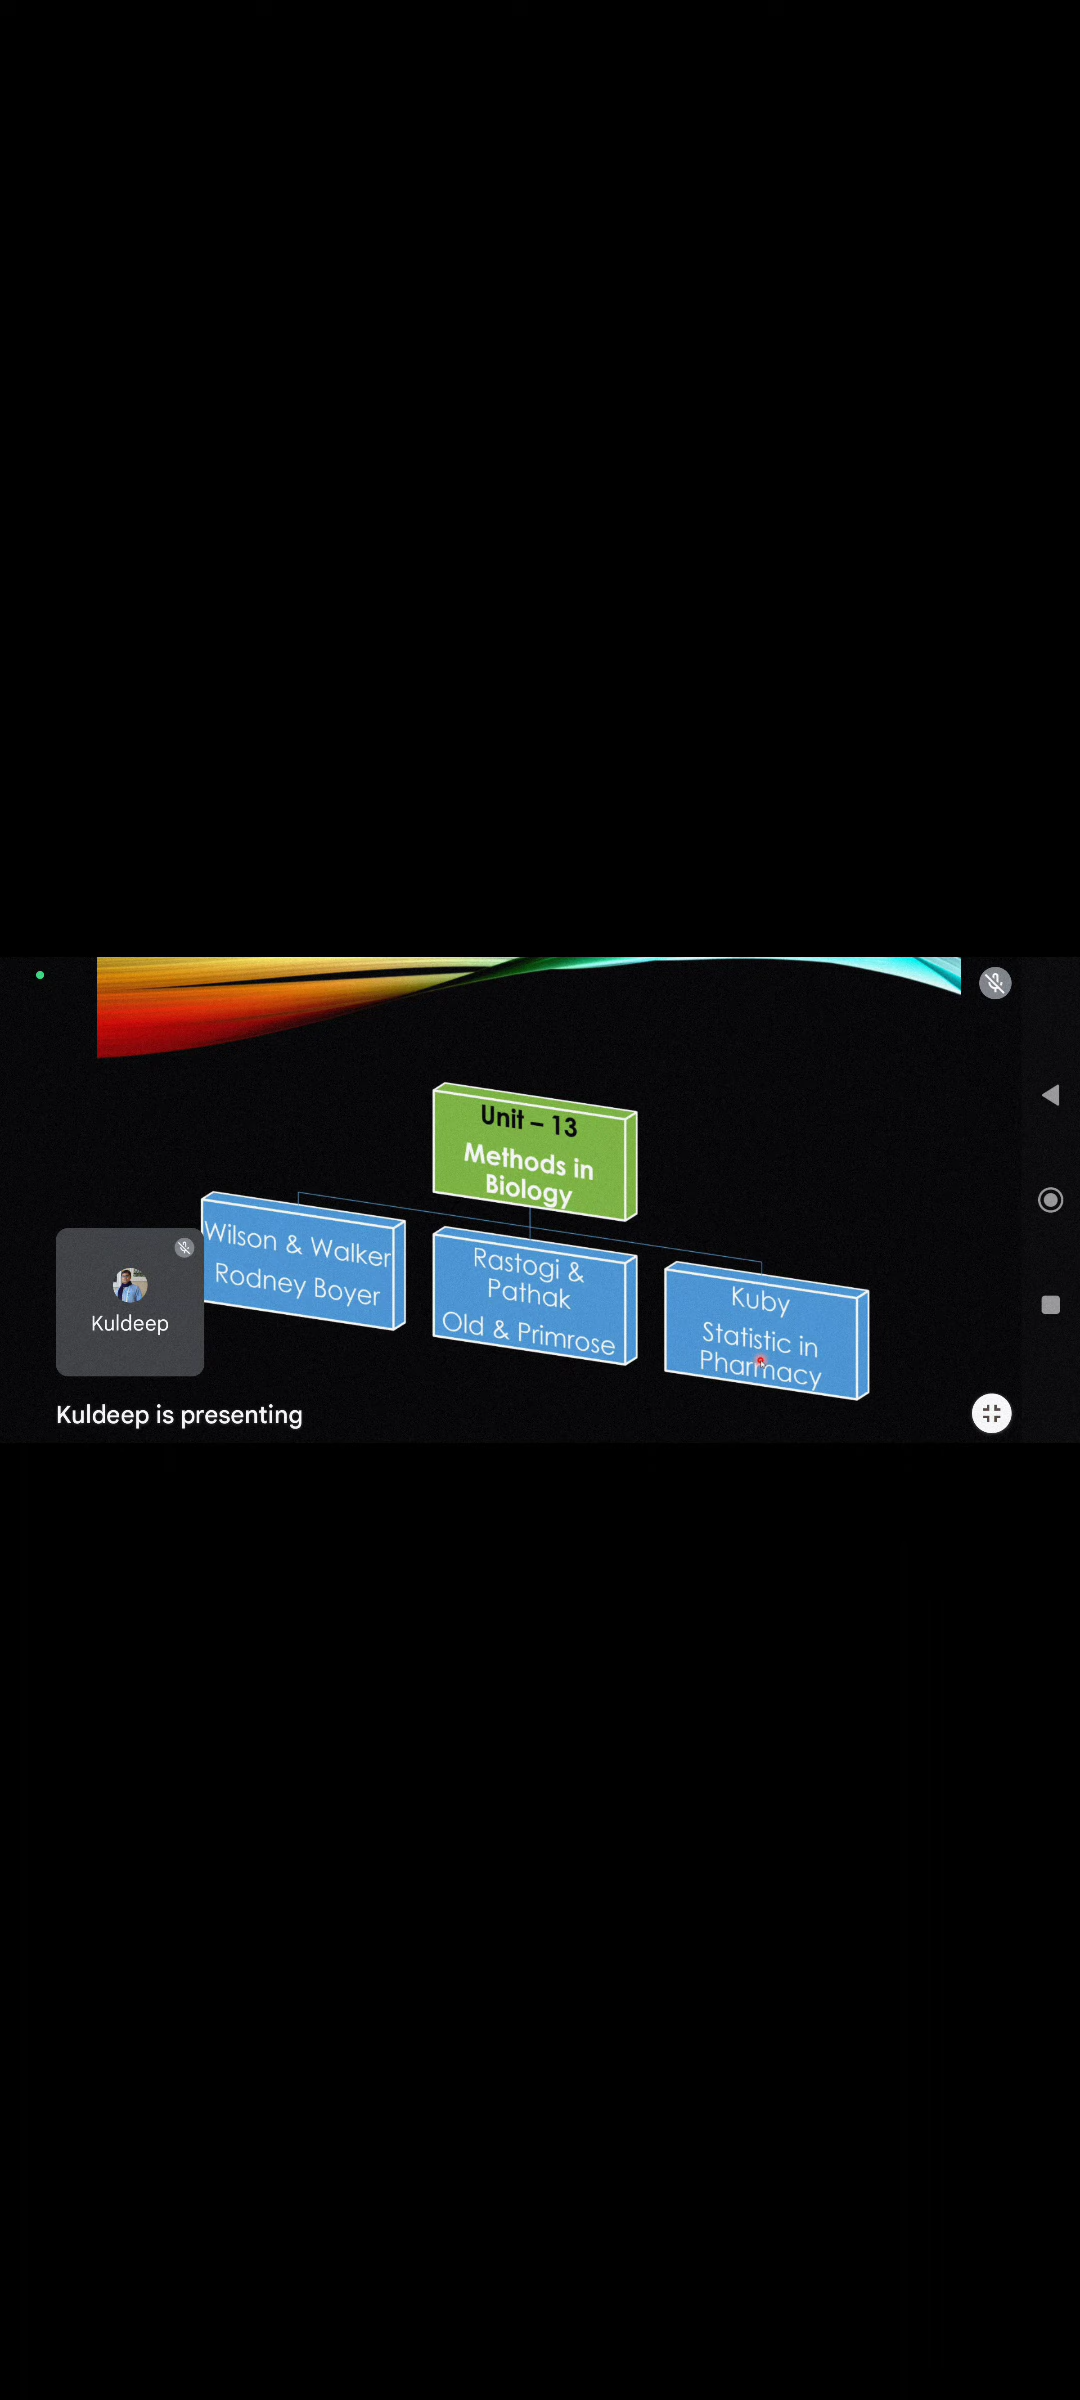 Unit – 13
Methods in
Biology
Wilson & Walker
Rodney Boyer
Rastogi &
Pathak
Old & Primrose
Kuby
Statistic in
Pharmacy
Kuldeep
Kuldeep is presenting